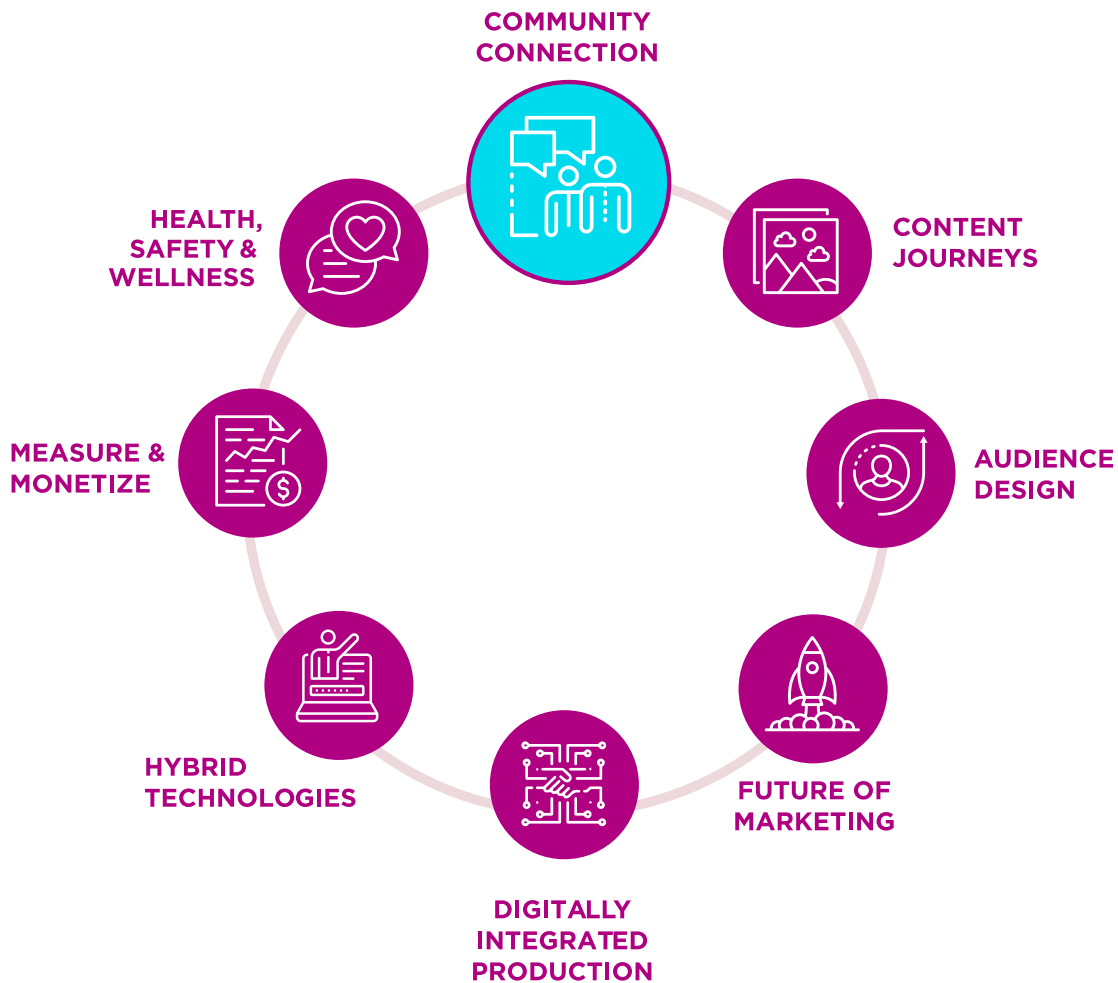 COMMUNITY
CONNECTION
CONTENT
JOURNEYS
AUDIENCE
DESIGN
FUTURE OF
MARKETING
DIGITALLY
INTEGRATED
PRODUCTION
HYBRID
TECHNOLOGIES
MEASURE &
MONETIZE
$
HEALTH,
SAFETY &
WELLNESS